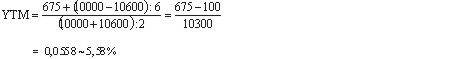 YTM = 675 + (10000 − 10600) : 6 / (10000 + 10600) : 2 = 675 − 100 / 10300
= 0,0558 ~ 5,58%